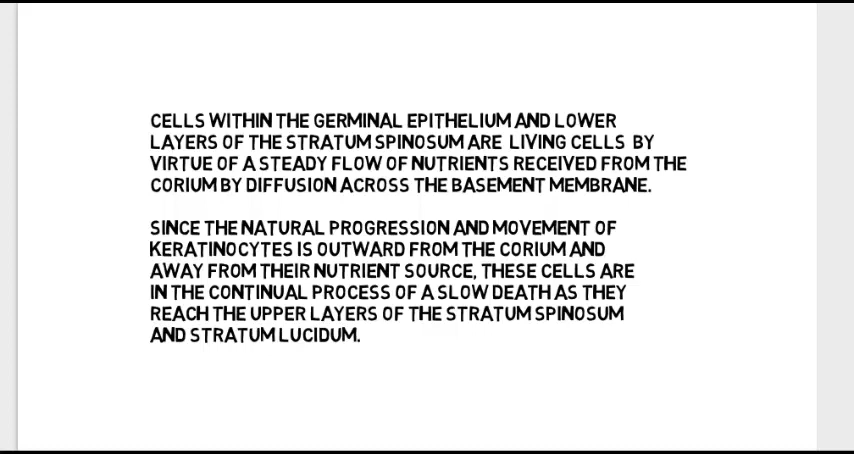 CELLS WITHIN THE GERMINAL EPITHELIUM AND LOWER
LAYERS OF THE STRATUM SPINOSUM ARE LIVING CELLS BY
VIRTUE OF A STEADY FLOW OF NUTRIENTS RECEIVED FROM THE
CORIUM BY DIFFUSION ACROSS THE BASEMENT MEMBRANE.
SINCE THE NATURAL PROGRESSION AND MOVEMENT OF
KERATINOCYTES IS OUTWARD FROM THE CORIUM AND
AWAY FROM THEIR NUTRIENT SOURCE, THESE CELLS ARE
IN THE CONTINUAL PROCESS OF A SLOW DEATH AS THEY
REACH THE UPPER LAYERS OF THE STRATUM SPINOSUM
AND STRATUM LUCIDUM.